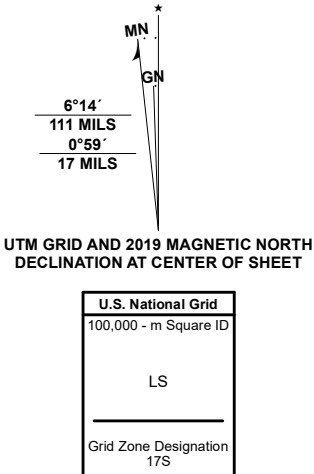 ★
MN
GN
6°14´
111 MILS
0°59´
17 MILS
UTM GRID AND 2019 MAGNETIC NORTH
DECLINATION AT CENTER OF SHEET
U.S. National Grid
100,000 - m Square ID
LS
Grid Zone Designation
17S